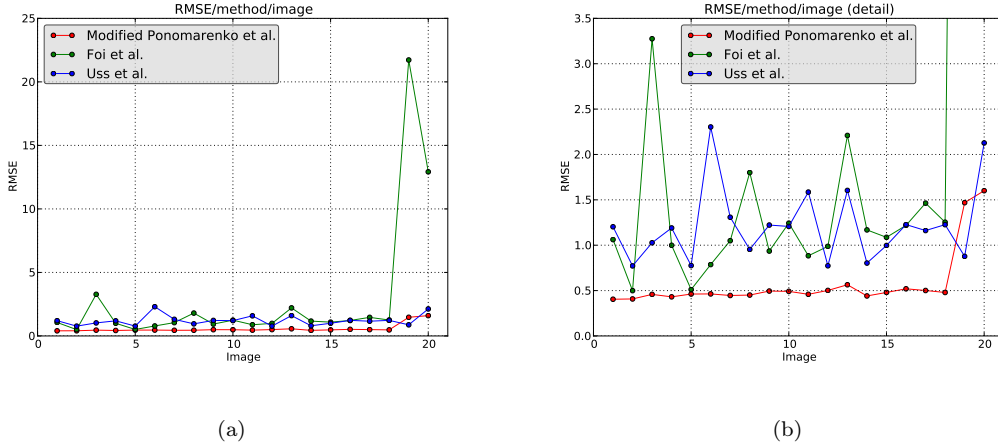 RMSE/method/image
25
20
15
10
5
0
RMSE
Modified Ponomarenko et al.
Foi et al.
Uss et al.
0
5
10
15
20
Image
(a)
RMSE/method/image (detail)
3.5
3.0
2.5
2.0
1.5
1.0
0.5
0.0
RMSE
Modified Ponomarenko et al.
Foi et al.
Uss et al.
0
5
10
15
20
Image
(b)